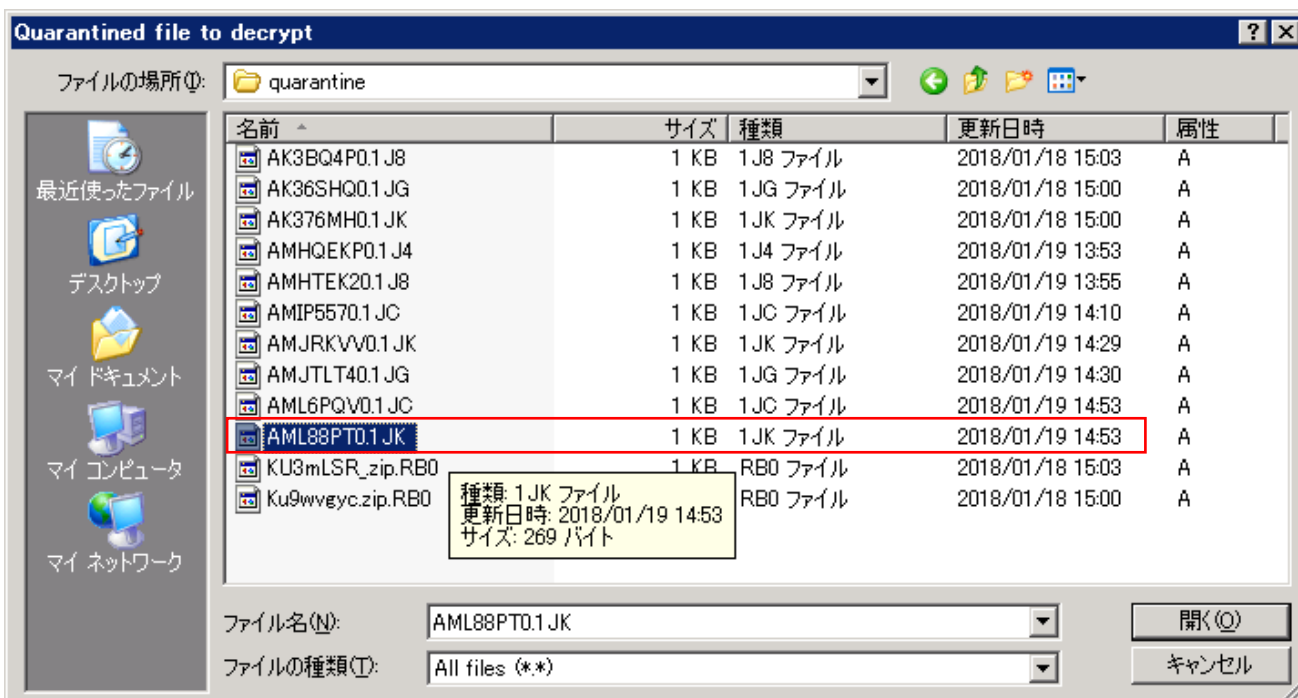 Quarantined file to decrypt
ファイルの場所(I): quarantine
名前 サイズ 種類 更新日時 属性
AK3BQ4P0.1J8 1 KB 1J8 ファイル 2018/01/18 15:03 A
AK36SHQ0.1JG 1 KB 1JG ファイル 2018/01/18 15:00 A
AK376MH0.1JK 1 KB 1JK ファイル 2018/01/18 15:00 A
AMHQEKP0.1J4 1 KB 1J4 ファイル 2018/01/19 13:53 A
AMHTEK20.1J8 1 KB 1J8 ファイル 2018/01/19 13:55 A
AMIP5570.1JC 1 KB 1JC ファイル 2018/01/19 14:10 A
AMJRKVV0.1JK 1 KB 1JK ファイル 2018/01/19 14:29 A
AMJTLT40.1JG 1 KB 1JG ファイル 2018/01/19 14:30 A
AML6PQV0.1JC 1 KB 1JC ファイル 2018/01/19 14:53 A
AML88PT0.1JK 1 KB 1JK ファイル 2018/01/19 14:53 A
KU3mLSR_zip.RB0 1 KB RB0 ファイル 2018/01/18 15:03 A
Ku9wvgyc.zip.RB0 RB0 ファイル 2018/01/18 15:00 A
種類: 1JK ファイル
更新日時: 2018/01/19 14:53
サイズ: 269 バイト
最近使ったファイル
デスクトップ
マイ ドキュメント
マイ コンピュータ
マイ ネットワーク
ファイル名(N): AML88PT0.1JK 開く(O)
ファイルの種類(T): All files (*.*) キャンセル